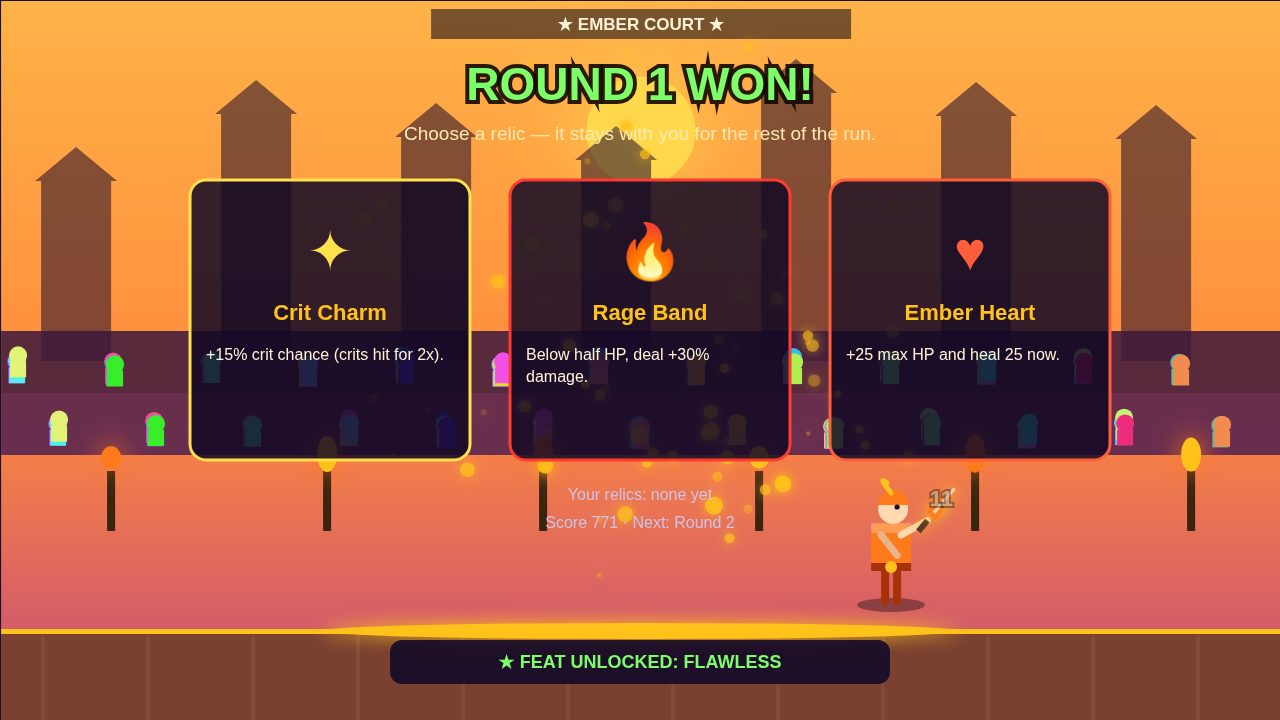 ★ EMBER COURT ★
ROUND 1 WON!
Choose a relic — it stays with you for the rest of the run.
Crit Charm
+15% crit chance (crits hit for 2x).
Rage Band
Below half HP, deal +30%
damage.
Ember Heart
+25 max HP and heal 25 now.
Your relics: none yet
Score 771 · Next: Round 2
11
★ FEAT UNLOCKED: FLAWLESS